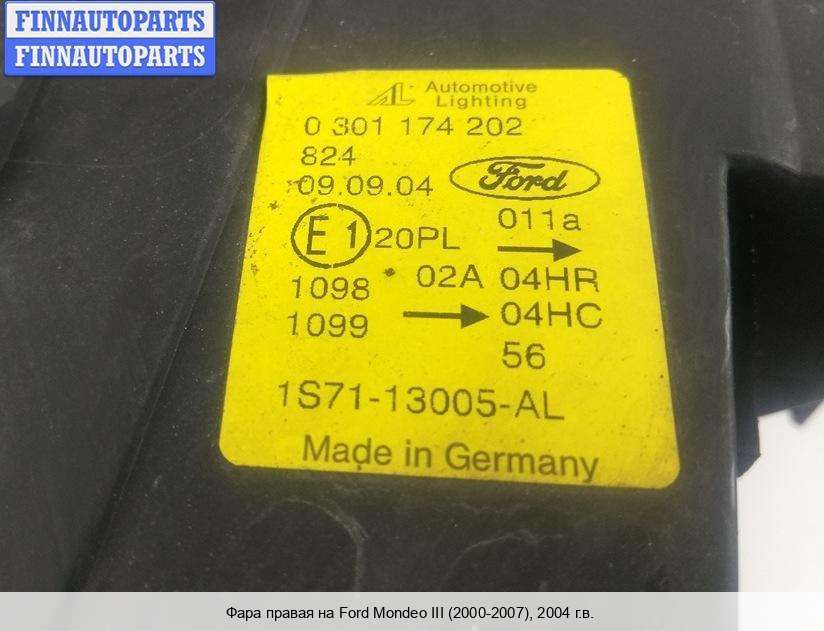 FINNAUTOPARTS
FINNAUTOPARTS
AL Automotive
Lighting
0 301 174 202
824
09.09.04 Ford
E1 20PL 011a
1098 02A 04HR
1099 04HC
56
1S71-13005-AL
Made in Germany
Фара правая на Ford Mondeo III (2000-2007), 2004 г.в.